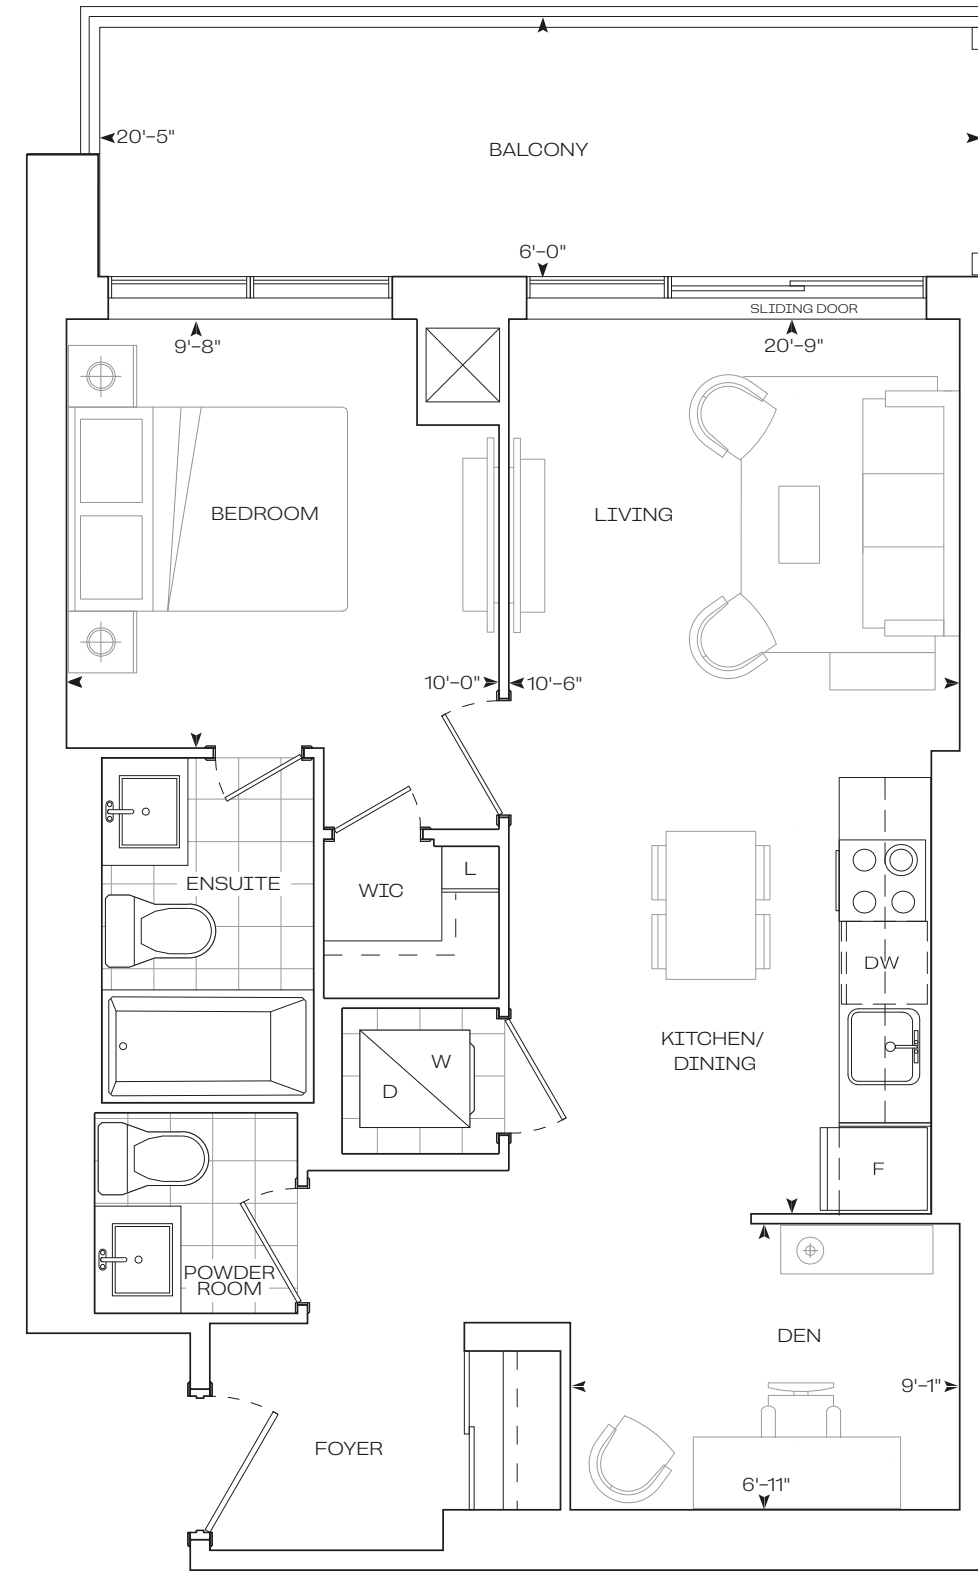 20'-5"
BALCONY
6'-0"
SLIDING DOOR
9'-8"
20'-9"
BEDROOM
LIVING
10'-0"
10'-6"
ENSUITE
WIC
L
DW
KITCHEN/
DINING
W
D
F
POWDER
ROOM
DEN
9'-1"
FOYER
6'-11"